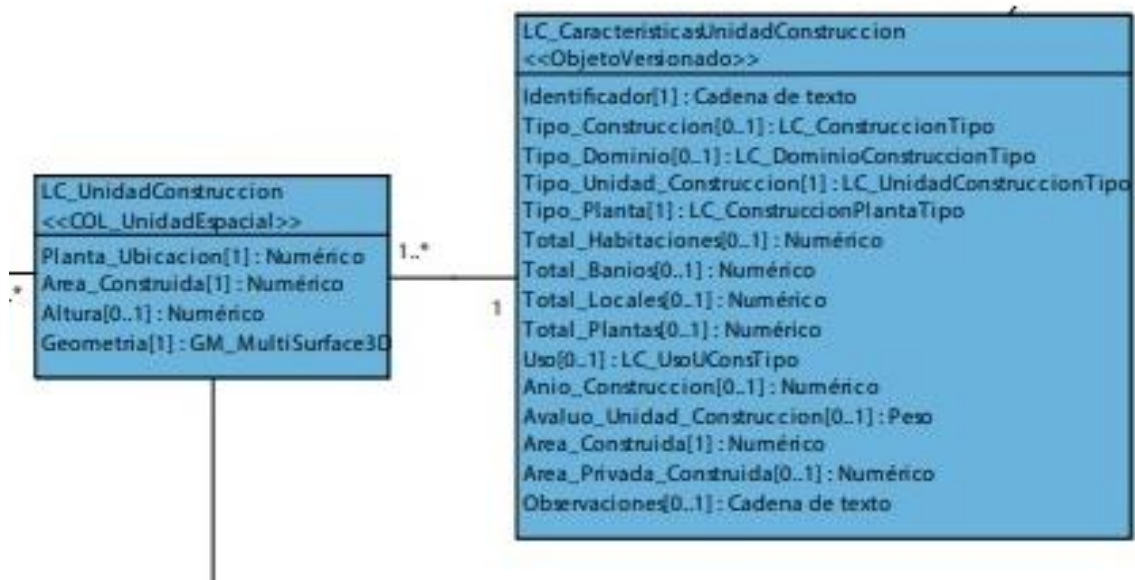 LC_UnidadConstruccion
<<COL_UnidadEspacial>>
Planta_Ubicacion[1] : Numérico
Area_Construida[1] : Numérico
Altura[0..1] : Numérico
Geometria[1] : GM_MultiSurface3D
.*
1..*
1
LC_CaracterísticasUnidadConstruccion
<<ObjetoVersionado>>
Identificador[1] : Cadena de texto
Tipo_Construccion[0..1] : LC_ConstruccionTipo
Tipo_Dominio[0..1] : LC_DominioConstruccionTipo
Tipo_Unidad_Construccion[1] : LC_UnidadConstruccionTipo
Tipo_Planta[1] : LC_ConstruccionPlantaTipo
Total_Habitaciones[0..1] : Numérico
Total_Banios[0..1] : Numérico
Total_Locales[0..1] : Numérico
Total_Plantas[0..1] : Numérico
Uso[0..1] : LC_UsoUConsTipo
Anio_Construccion[0..1] : Numérico
Avaluo_Unidad_Construccion[0..1] : Peso
Area_Construida[1] : Numérico
Area_Privada_Construida[0..1] : Numérico
Observaciones[0..1] : Cadena de texto